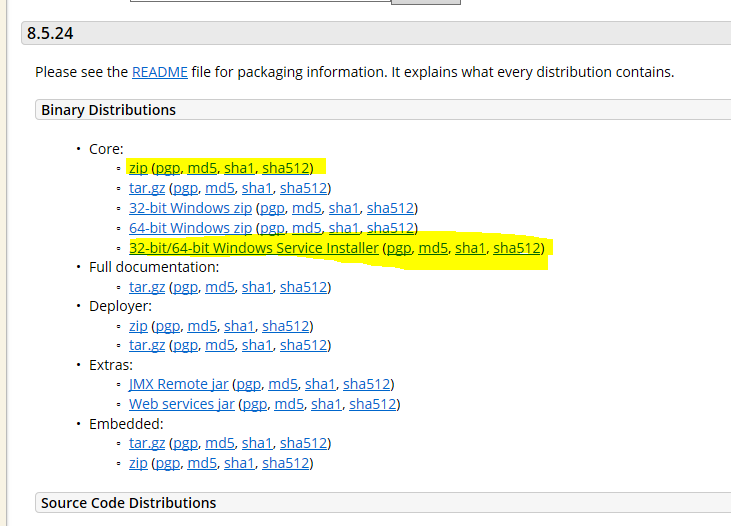 8.5.24
Please see the README file for packaging information. It explains what every distribution contains.
Binary Distributions
• Core:
◦ zip (pgp, md5, sha1, sha512)
◦ tar.gz (pgp, md5, sha1, sha512)
◦ 32-bit Windows zip (pgp, md5, sha1, sha512)
◦ 64-bit Windows zip (pgp, md5, sha1, sha512)
◦ 32-bit/64-bit Windows Service Installer (pgp, md5, sha1, sha512)
• Full documentation:
◦ tar.gz (pgp, md5, sha1, sha512)
• Deployer:
◦ zip (pgp, md5, sha1, sha512)
◦ tar.gz (pgp, md5, sha1, sha512)
• Extras:
◦ JMX Remote jar (pgp, md5, sha1, sha512)
◦ Web services jar (pgp, md5, sha1, sha512)
• Embedded:
◦ tar.gz (pgp, md5, sha1, sha512)
◦ zip (pgp, md5, sha1, sha512)
Source Code Distributions